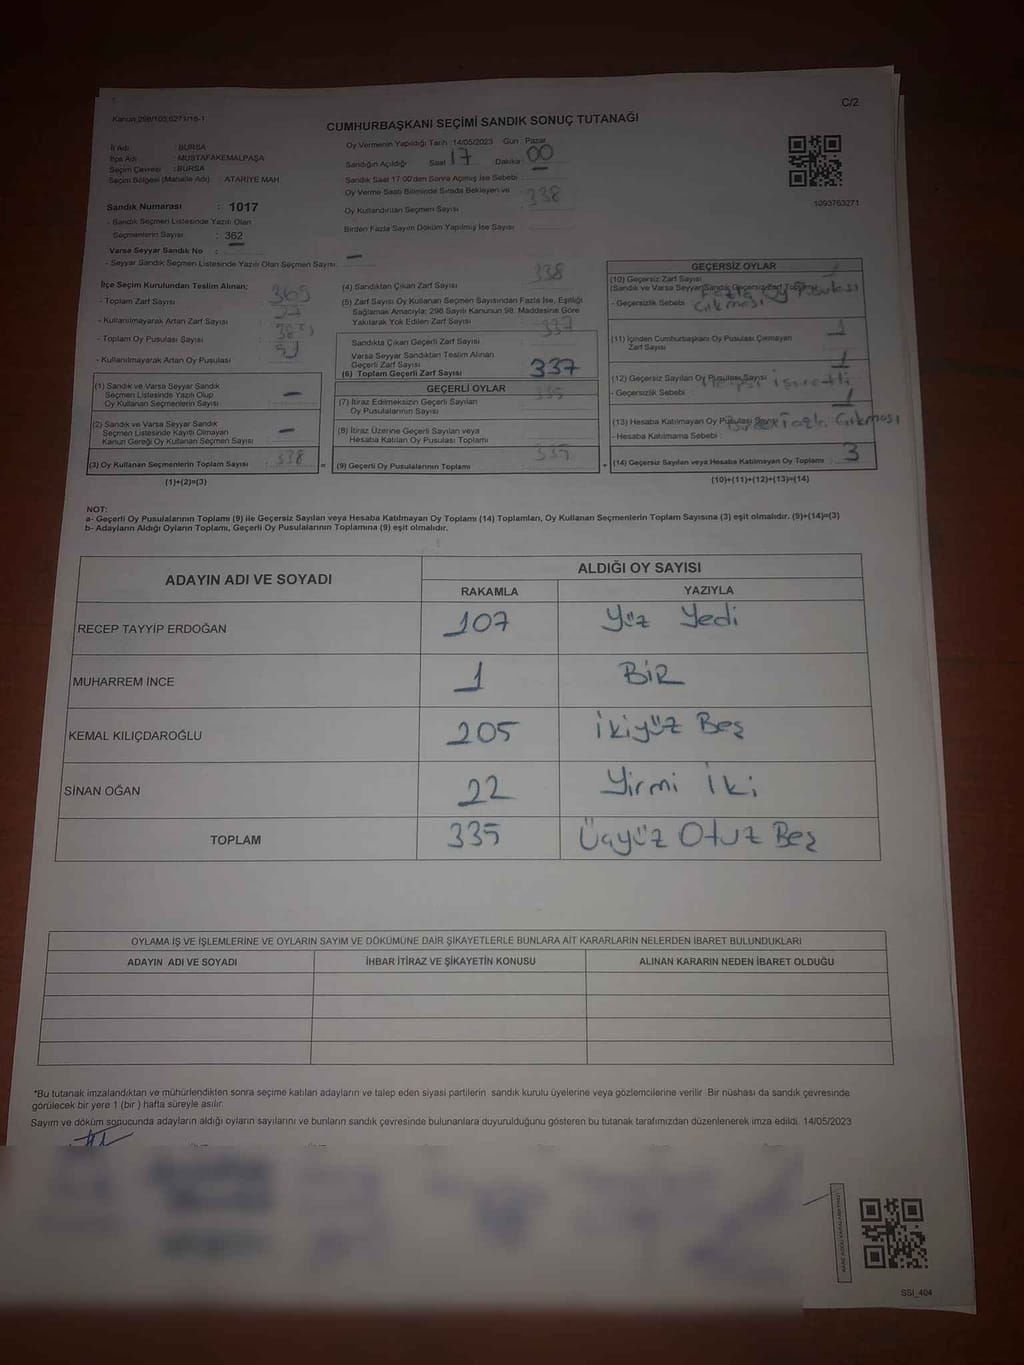 Kanun:298/105,6271/16-1
C/2
CUMHURBAŞKANI SEÇİMİ SANDIK SONUÇ TUTANAĞI
İl Adı : BURSA
İlçe Adı : MUSTAFAKEMALPAŞA
Seçim Çevresi : BURSA
Seçim Bölgesi (Mahalle Adı) : ATARİYE MAH.
Oy Vermenin Yapıldığı Tarih :14/05/2023 Gün : Pazar
Sandığın Açıldığı Saat 17 Dakika 00
Sandık Saat 17.00'den Sonra Açılmış İse Sebebi :
Oy Verme Saati Bitiminde Sırada Bekleyen ve
Oy Kullandırılan Seçmen Sayısı : 338
Birden Fazla Sayım Döküm Yapılmış İse Sayısı
1093763271
Sandık Numarası : 1017
- Sandık Seçmen Listesinde Yazılı Olan
Seçmenlerin Sayısı : 362
Varsa Seyyar Sandık No : —
- Seyyar Sandık Seçmen Listesinde Yazılı Olan Seçmen Sayısı: —
İlçe Seçim Kurulundan Teslim Alınan;
- Toplam Zarf Sayısı
- Kullanılmayarak Artan Zarf Sayısı
- Toplam Oy Pusulası Sayısı
- Kullanılmayarak Artan Oy Pusulası
(1) Sandık ve Varsa Seyyar Sandık
Seçmen Listesinde Yazılı Olup
Oy Kullanan Seçmenlerin Sayısı —
(2) Sandık ve Varsa Seyyar Sandık
Seçmen Listesinde Kayıtlı Olmayan
Kanun Gereği Oy Kullanan Seçmen Sayısı —
(3) Oy Kullanan Seçmenlerin Toplam Sayısı : 338
(1)+(2)=(3)
(4) Sandıktan Çıkan Zarf Sayısı 338
(5) Zarf Sayısı Oy Kullanan Seçmen Sayısından Fazla İse, Eşitliği
Sağlamak Amacıyla; 298 Sayılı Kanunun 98. Maddesine Göre
Yakılarak Yok Edilen Zarf Sayısı
337
Sandıkta Çıkan Geçerli Zarf Sayısı
Varsa Seyyar Sandıktan Teslim Alınan
Geçerli Zarf Sayısı
(6) Toplam Geçerli Zarf Sayısı 337
GEÇERLİ OYLAR
335
(7) İtiraz Edilmeksizin Geçerli Sayılan
Oy Pusulalarının Sayısı
(8) İtiraz Üzerine Geçerli Sayılan veya
Hesaba Katılan Oy Pusulası Toplamı
(9) Geçerli Oy Pusulalarının Toplamı 335
GEÇERSİZ OYLAR
(10) Geçersiz Zarf Sayısı
(Sandık ve Varsa Seyyar Sandık Geçersiz Zarf Toplamı)
- Geçersizlik Sebebi : Fazla Oy Pusulası
Çıkması
(11) İçinden Cumhurbaşkanı Oy Pusulası Çıkmayan
Zarf Sayısı
1
(12) Geçersiz Sayılan Oy Pusulası Sayısı 1
- Geçersizlik Sebebi : işaretli
(13) Hesaba Katılmayan Oy Pusulası Sayısı 1
- Hesaba Katılmama Sebebi : Çıkması
(14) Geçersiz Sayılan veya Hesaba Katılmayan Oy Toplamı : 3
(10)+(11)+(12)+(13)=(14)
NOT:
a- Geçerli Oy Pusulalarının Toplamı (9) ile Geçersiz Sayılan veya Hesaba Katılmayan Oy Toplamı (14) Toplamları, Oy Kullanan Seçmenlerin Toplam Sayısına (3) eşit olmalıdır. (9)+(14)=(3)
b- Adayların Aldığı Oyların Toplamı, Geçerli Oy Pusulalarının Toplamına (9) eşit olmalıdır.
ADAYIN ADI VE SOYADI
ALDIĞI OY SAYISI
RAKAMLA YAZIYLA
RECEP TAYYİP ERDOĞAN 107 Yüz Yedi
MUHARREM İNCE 1 BİR
KEMAL KILIÇDAROĞLU 205 İkiyüz Beş
SİNAN OĞAN 22 Yirmi İki
TOPLAM 335 Üçyüz Otuz Beş
OYLAMA İŞ VE İŞLEMLERİNE VE OYLARIN SAYIM VE DÖKÜMÜNE DAİR ŞİKAYETLERLE BUNLARA AİT KARARLARIN NELERDEN İBARET BULUNDUKLARI
ADAYIN ADI VE SOYADI İHBAR İTİRAZ VE ŞİKAYETİN KONUSU ALINAN KARARIN NEDEN İBARET OLDUĞU
*Bu tutanak imzalandıktan ve mühürlendikten sonra seçime katılan adayların ve talep eden siyasi partilerin sandık kurulu üyelerine veya gözlemcilerine verilir. Bir nüshası da sandık çevresinde
görülecek bir yere 1 (bir ) hafta süreyle asılır.
Sayım ve döküm sonucunda adayların aldığı oyların sayılarını ve bunların sandık çevresinde bulunanlara duyurulduğunu gösteren bu tutanak tarafımızdan düzenlenerek imza edildi. 14/05/2023
SSI_404